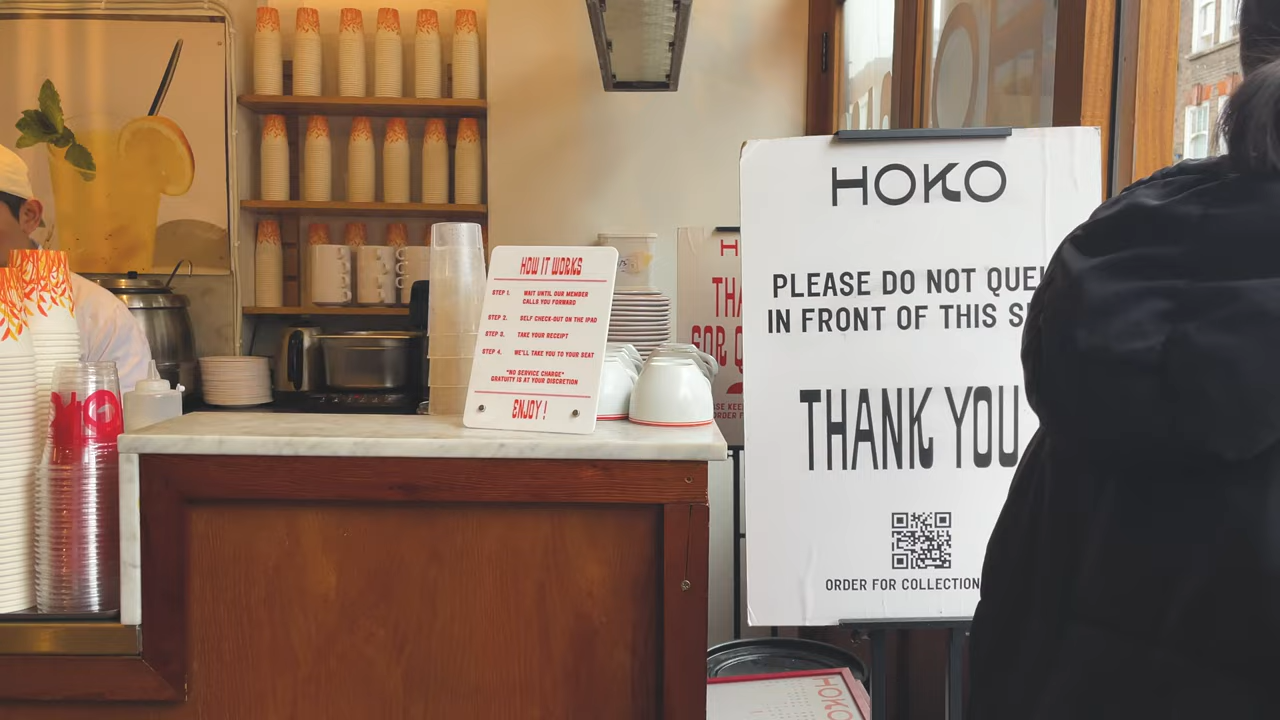 HOW IT WORKS
STEP 1. WAIT UNTIL OUR MEMBER
CALLS YOU FORWARD
STEP 2. SELF CHECK-OUT ON THE IPAD
STEP 3. TAKE YOUR RECEIPT
STEP 4. WE'LL TAKE YOU TO YOUR SEAT
"NO SERVICE CHARGE"
GRATUITY IS AT YOUR DISCRETION
ENJOY!
HOKO
PLEASE DO NOT
IN FRONT OF THIS
THANK YOU
ORDER FOR COLLECTION
HOKO